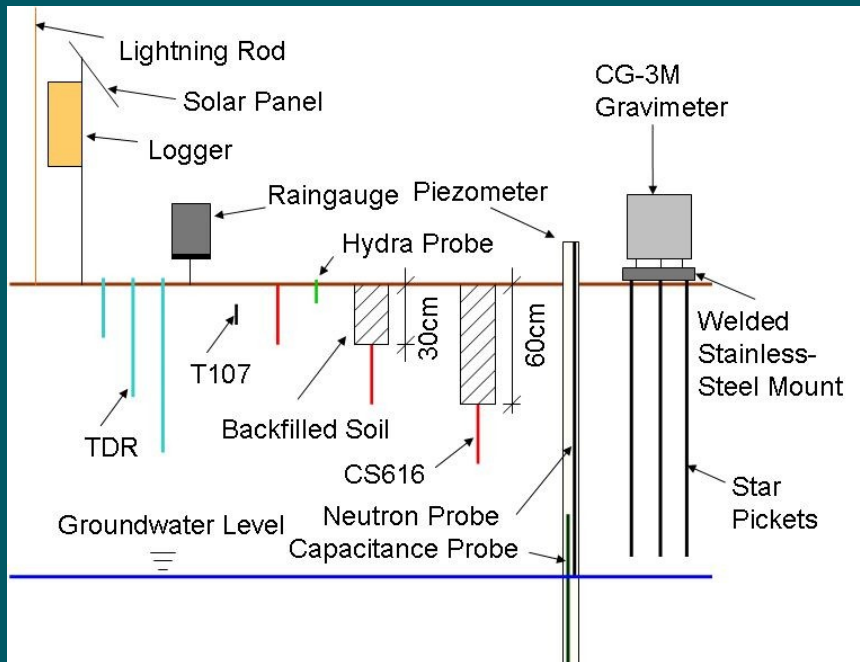 Lightning Rod
Solar Panel
Logger
CG-3M
Gravimeter
Raingauge
Piezometer
Hydra Probe
30cm
60cm
T107
Backfilled Soil
TDR
CS616
Welded
Stainless-
Steel Mount
Groundwater Level
Neutron Probe
Capacitance Probe
Star
Pickets